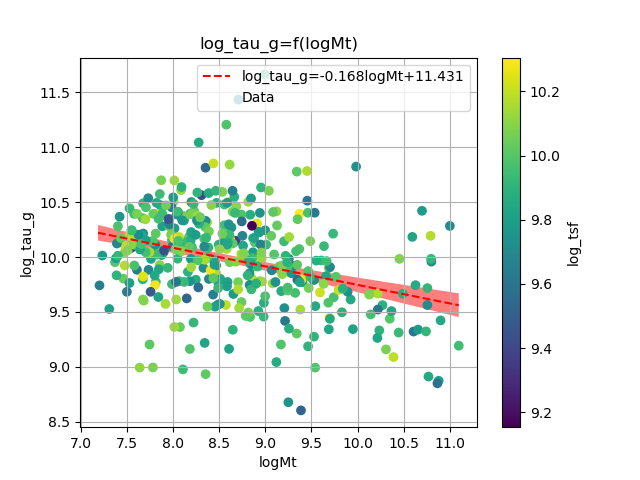 log_tau_g=f(logMt)
log_tau_g=-0.168logMt+11.431
Data
11.5
11.0
10.5
10.0
9.5
9.0
8.5
log_tau_g
7.0 7.5 8.0 8.5 9.0 9.5 10.0 10.5 11.0
logMt
10.2
10.0
9.8
9.6
9.4
9.2
log_tsf